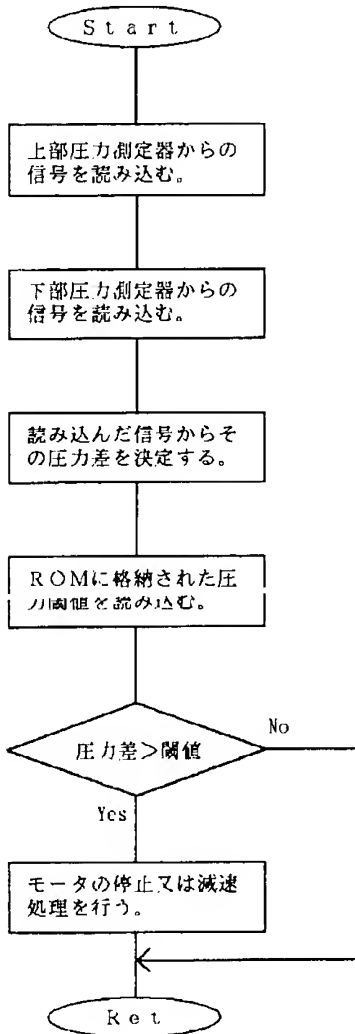 Start
上部圧力測定器からの
信号を読み込む。
下部圧力測定器からの
信号を読み込む。
読み込んだ信号からそ
の圧力差を決定する。
ROMに格納された圧
力閾値を読み込む。
圧力差>閾値
No
Yes
モータの停止又は減速
処理を行う。
Ret